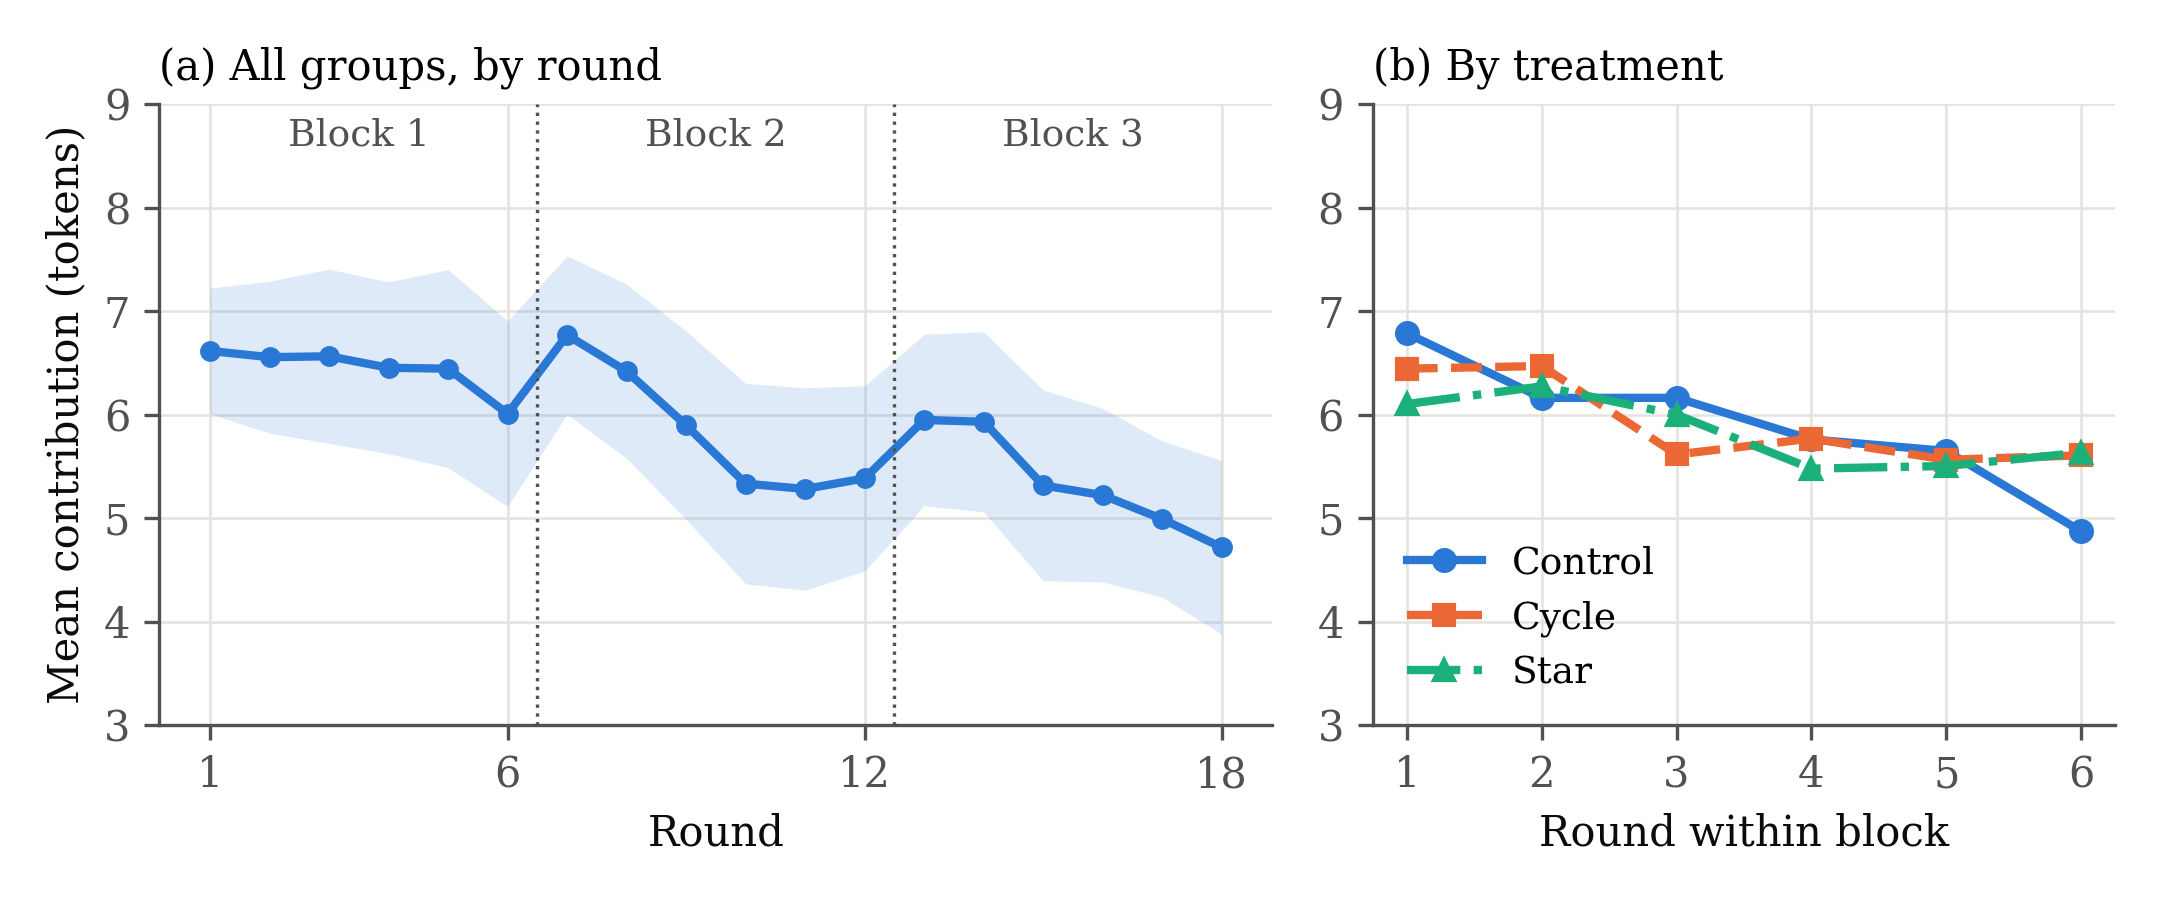 (a) All groups, by round
Mean contribution (tokens)
9
8
7
6
5
4
3
Block 1
Block 2
Block 3
1
6
12
18
Round
(b) By treatment
9
8
7
6
5
4
3
Control
Cycle
Star
1
2
3
4
5
6
Round within block